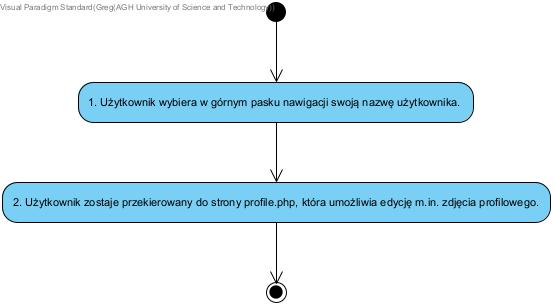 Visual Paradigm Standard(Greg(AGH University of Science and Technology))
1. Użytkownik wybiera w górnym pasku nawigacji swoją nazwę użytkownika.
2. Użytkownik zostaje przekierowany do strony profile.php, która umożliwia edycję m.in. zdjęcia profilowego.